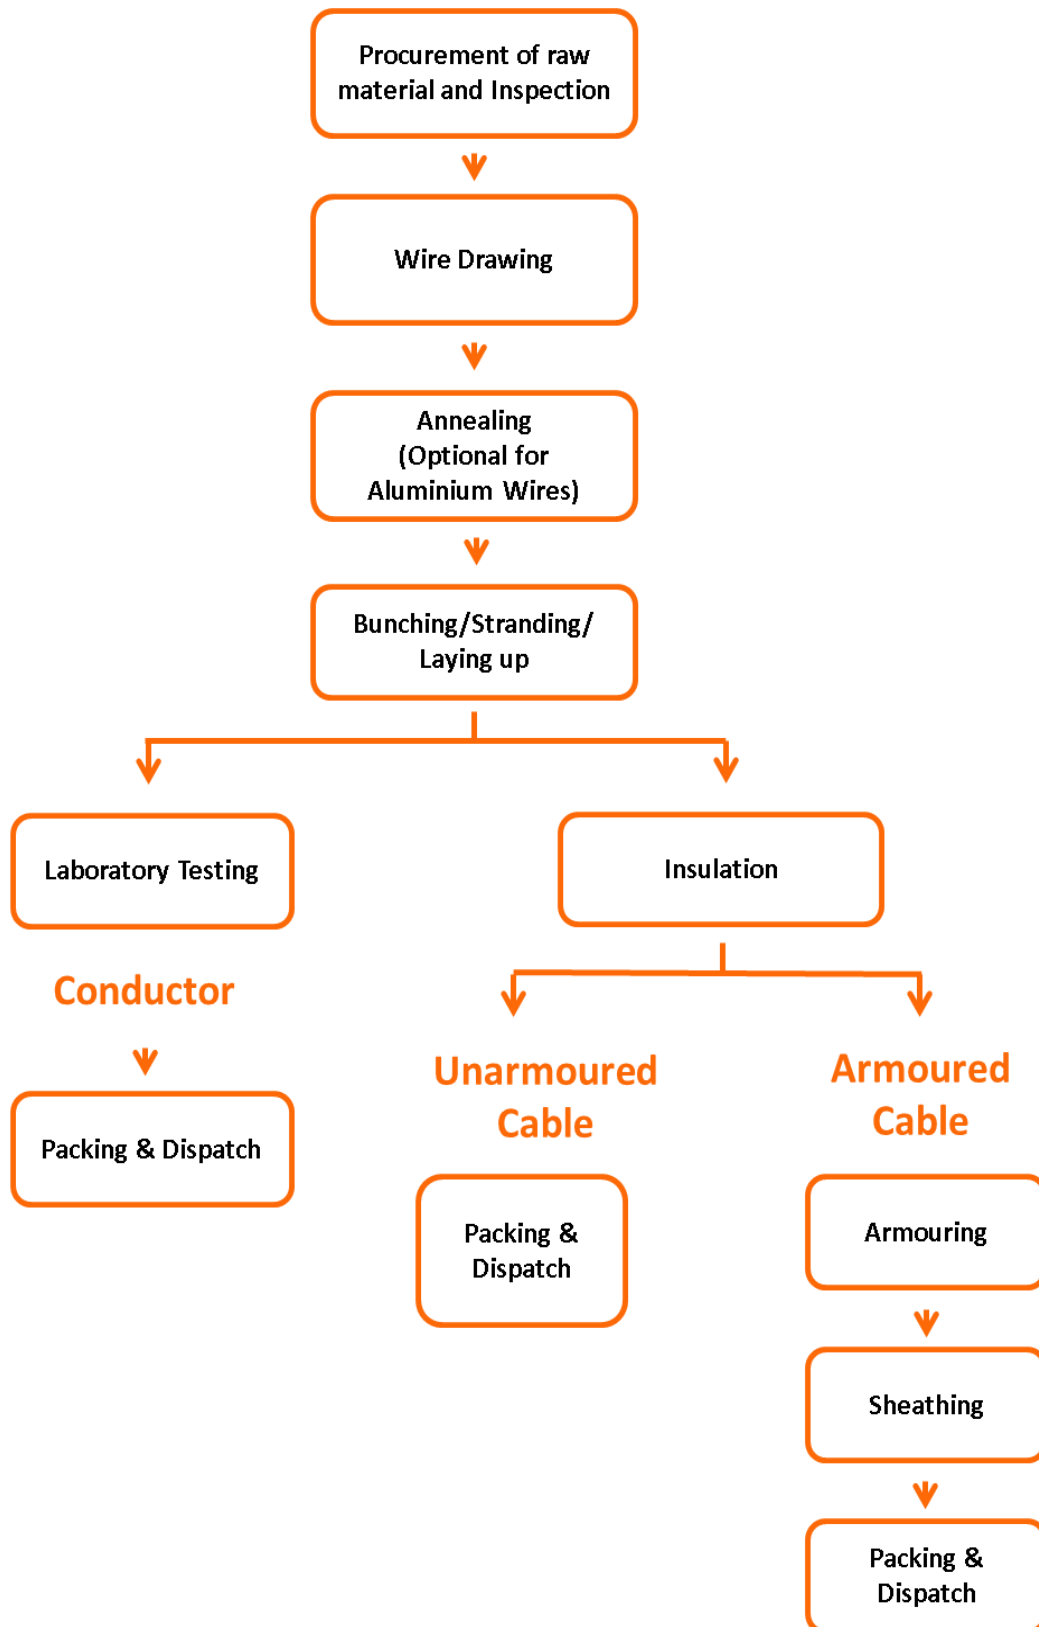 Procurement of raw
material and Inspection
Wire Drawing
Annealing
(Optional for
Aluminium Wires)
Bunching/Stranding/
Laying up
Laboratory Testing
Insulation
Conductor
Unarmoured
Cable
Armoured
Cable
Packing & Dispatch
Packing &
Dispatch
Armouring
Sheathing
Packing &
Dispatch